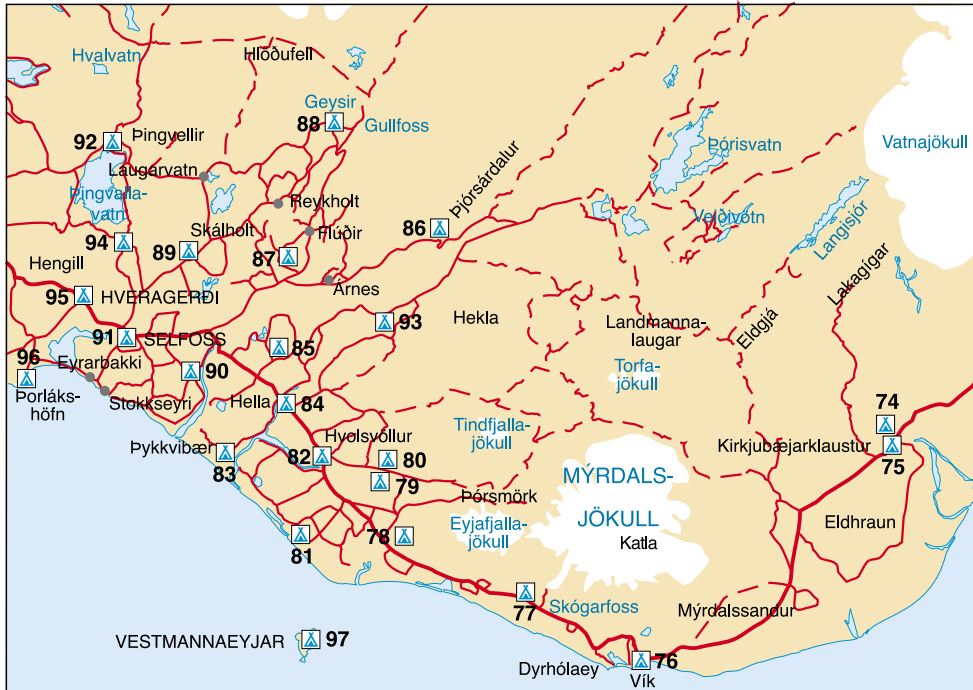 Hvalvatn
Hlöðufell
Geysir
88
Gullfoss
92
Þingvellir
Þórisvatn
Vatnajökull
Laugarvatn
Þingvalla-
vatn
Reykholt
Þjórsárdalur
86
Veiðivötn
Langisjór
94
Skálholt
89
Flúðir
87
Hengill
Árnes
Lakagígar
95
HVERAGERÐI
93
Hekla
Landmanna-
laugar
Eldgjá
91
SELFOSS
85
96
Eyrarbakki
90
Torfa-
jökull
Þorláks-
höfn
Stokkseyri
Hella
84
74
Tindfjalla-
jökull
Hvolsvöllur
Kirkjubæjarklaustur
75
Þykkvibær
83
82
80
79
MÝRDALS-
JÖKULL
Katla
Þórsmörk
Eyjafjalla-
jökull
Eldhraun
81
78
77
Skógarfoss
Mýrdalssandur
VESTMANNAEYJAR
97
Dyrhólaey
76
Vík